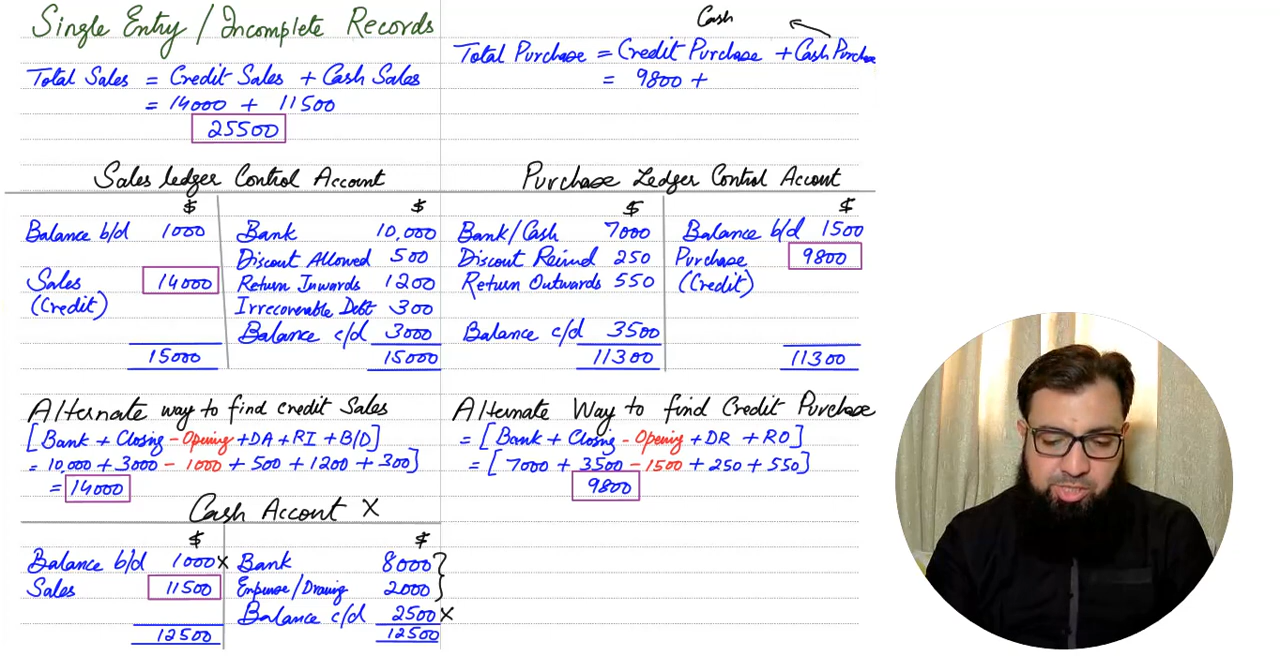 Single Entry / Incomplete Records
Total Sales = Credit Sales + Cash Sales
= 14000 + 11500
25500
Cash
Total Purchase = Credit Purchase + Cash Purchase
= 9800 +
Sales ledger Control Account
$ $
Balance b/d 1000 Bank 10,000
Discout Allowed 500
Sales 14000 Return Inwards 1200
(Credit) Irrecoverable Debt 300
Balance c/d 3000
15000 15000
Purchase Ledger Control Accout
$ $
Bank/Cash 7000 Balance b/d 1500
Discout Reived 250 Purchase 9800
Return Outwards 550 (Credit)
Balance c/d 3500
11300 11300
Alternate way to find credit Sales
[Bank + Closing - Opening + DA + RI + B/D]
= 10,000 + 3000 - 1000 + 500 + 1200 + 300]
= 14000
Alternate Way to find Credit Purchase
= [Bank + Closing - Opening + DR + RO]
= [7000 + 3500 - 1500 + 250 + 550]
9800
Cash Accout X
$ $
Balance b/d 1000 X Bank 8000
Sales 11500 Expense/Drawing 2000
Balance c/d 2500 X
12500 12500